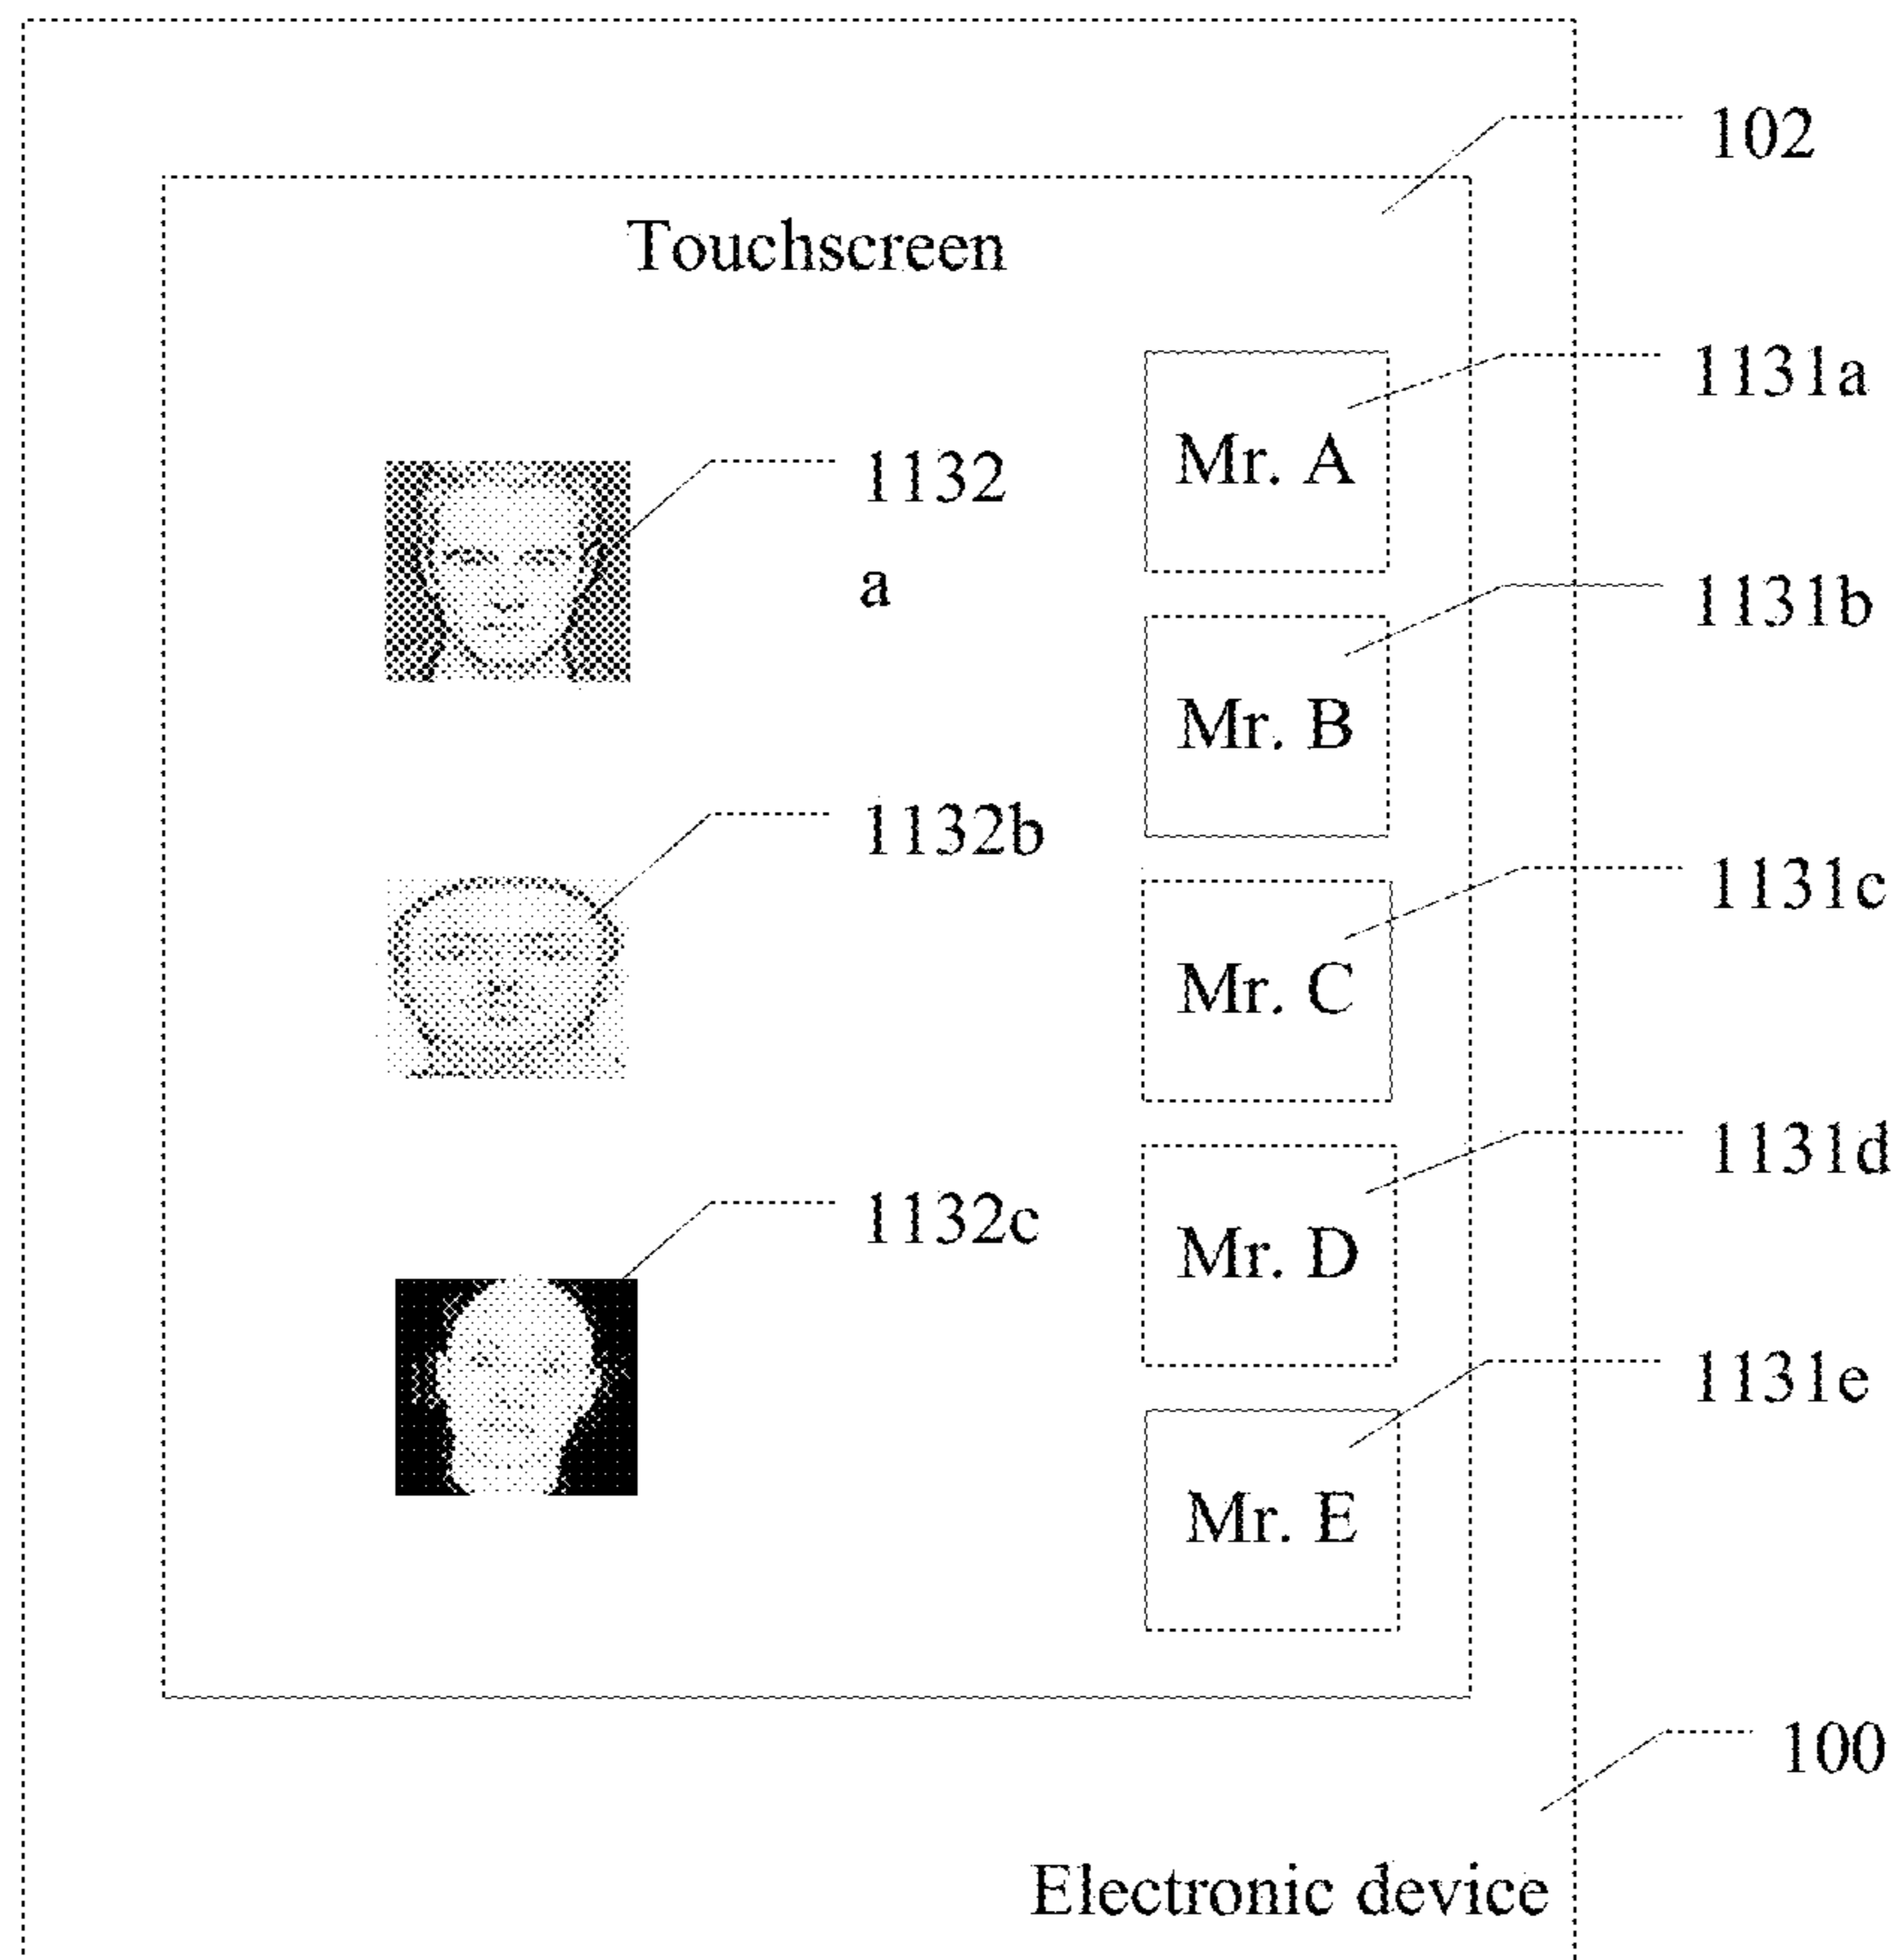 102
Touchscreen
1131a
Mr. A
1132
a
1131b
Mr. B
1132b
1131c
Mr. C
1131d
1132c
Mr. D
1131e
Mr. E
100
Electronic device